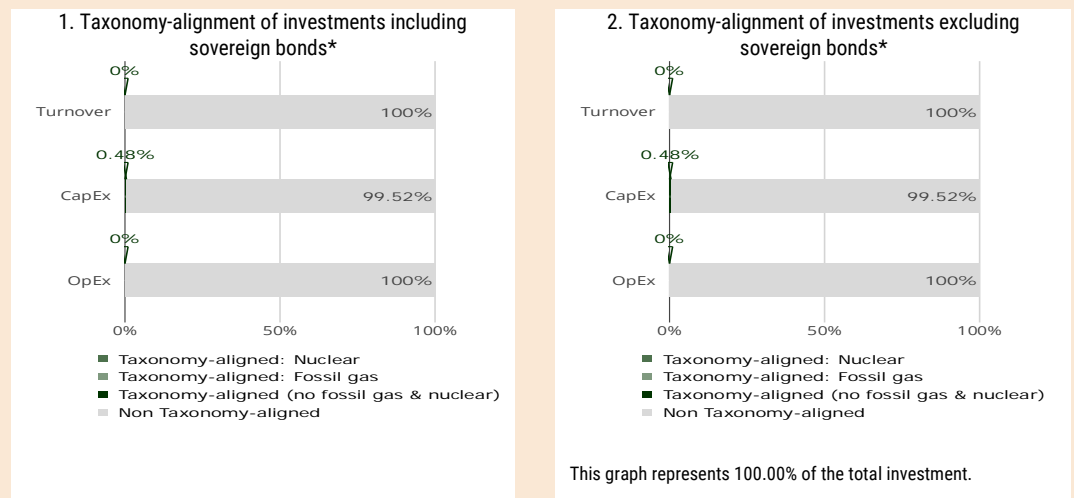 1. Taxonomy-alignment of investments including
sovereign bonds*
0%
Turnover
100%
0.48%
CapEx
99.52%
0%
OpEx
100%
0%
50%
100%
Taxonomy-aligned: Nuclear
Taxonomy-aligned: Fossil gas
Taxonomy-aligned (no fossil gas & nuclear)
Non Taxonomy-aligned
2. Taxonomy-alignment of investments excluding
sovereign bonds*
0%
Turnover
100%
0.48%
CapEx
99.52%
0%
OpEx
100%
0%
50%
100%
Taxonomy-aligned: Nuclear
Taxonomy-aligned: Fossil gas
Taxonomy-aligned (no fossil gas & nuclear)
Non Taxonomy-aligned
This graph represents 100.00% of the total investment.